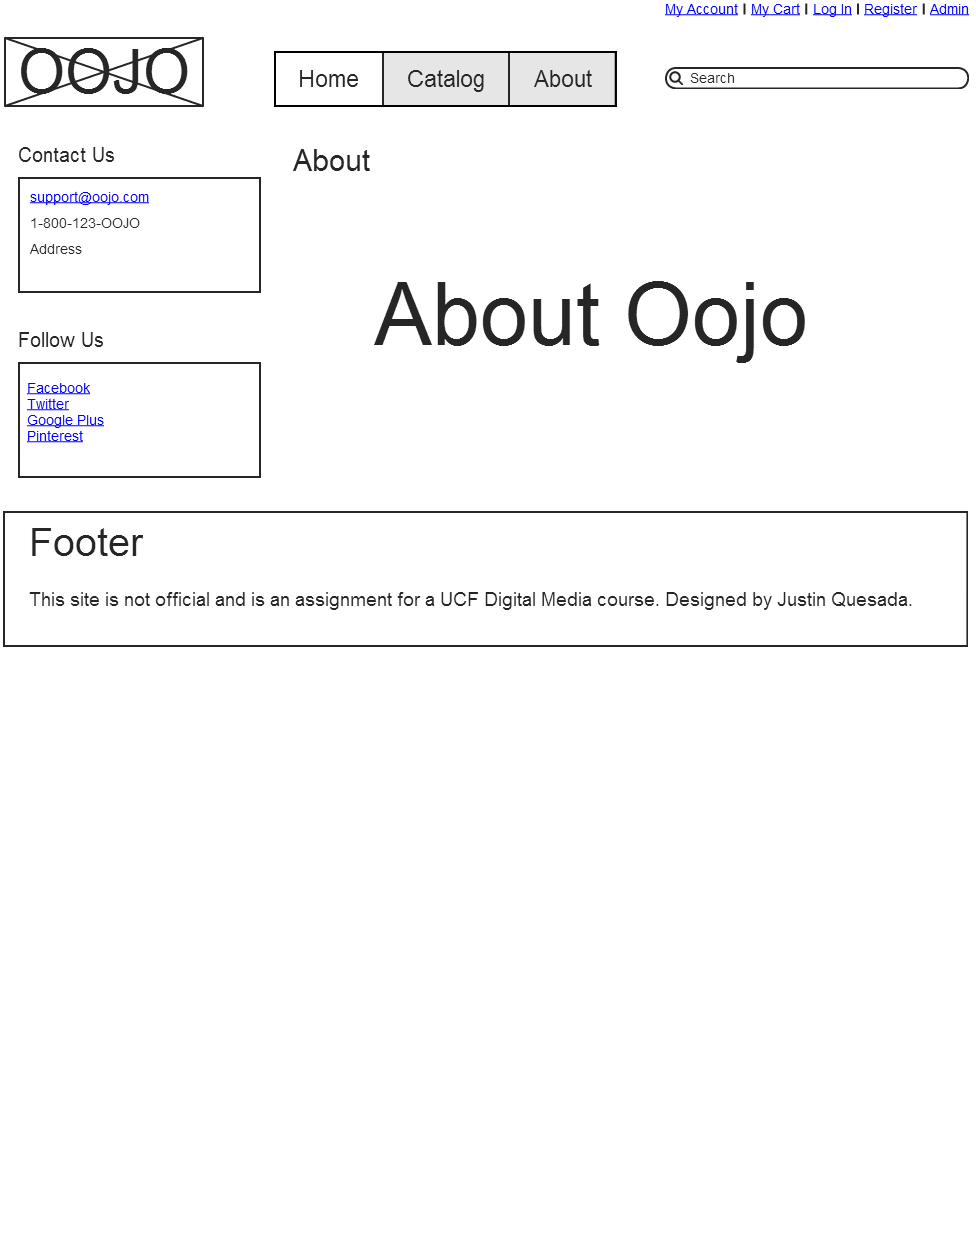 My Account I My Cart I Log In I Register I Admin
OOJO
Home Catalog About
Search
Contact Us
support@oojo.com
1-800-123-OOJO
Address
Follow Us
Facebook
Twitter
Google Plus
Pinterest
About
About Oojo
Footer
This site is not official and is an assignment for a UCF Digital Media course. Designed by Justin Quesada.